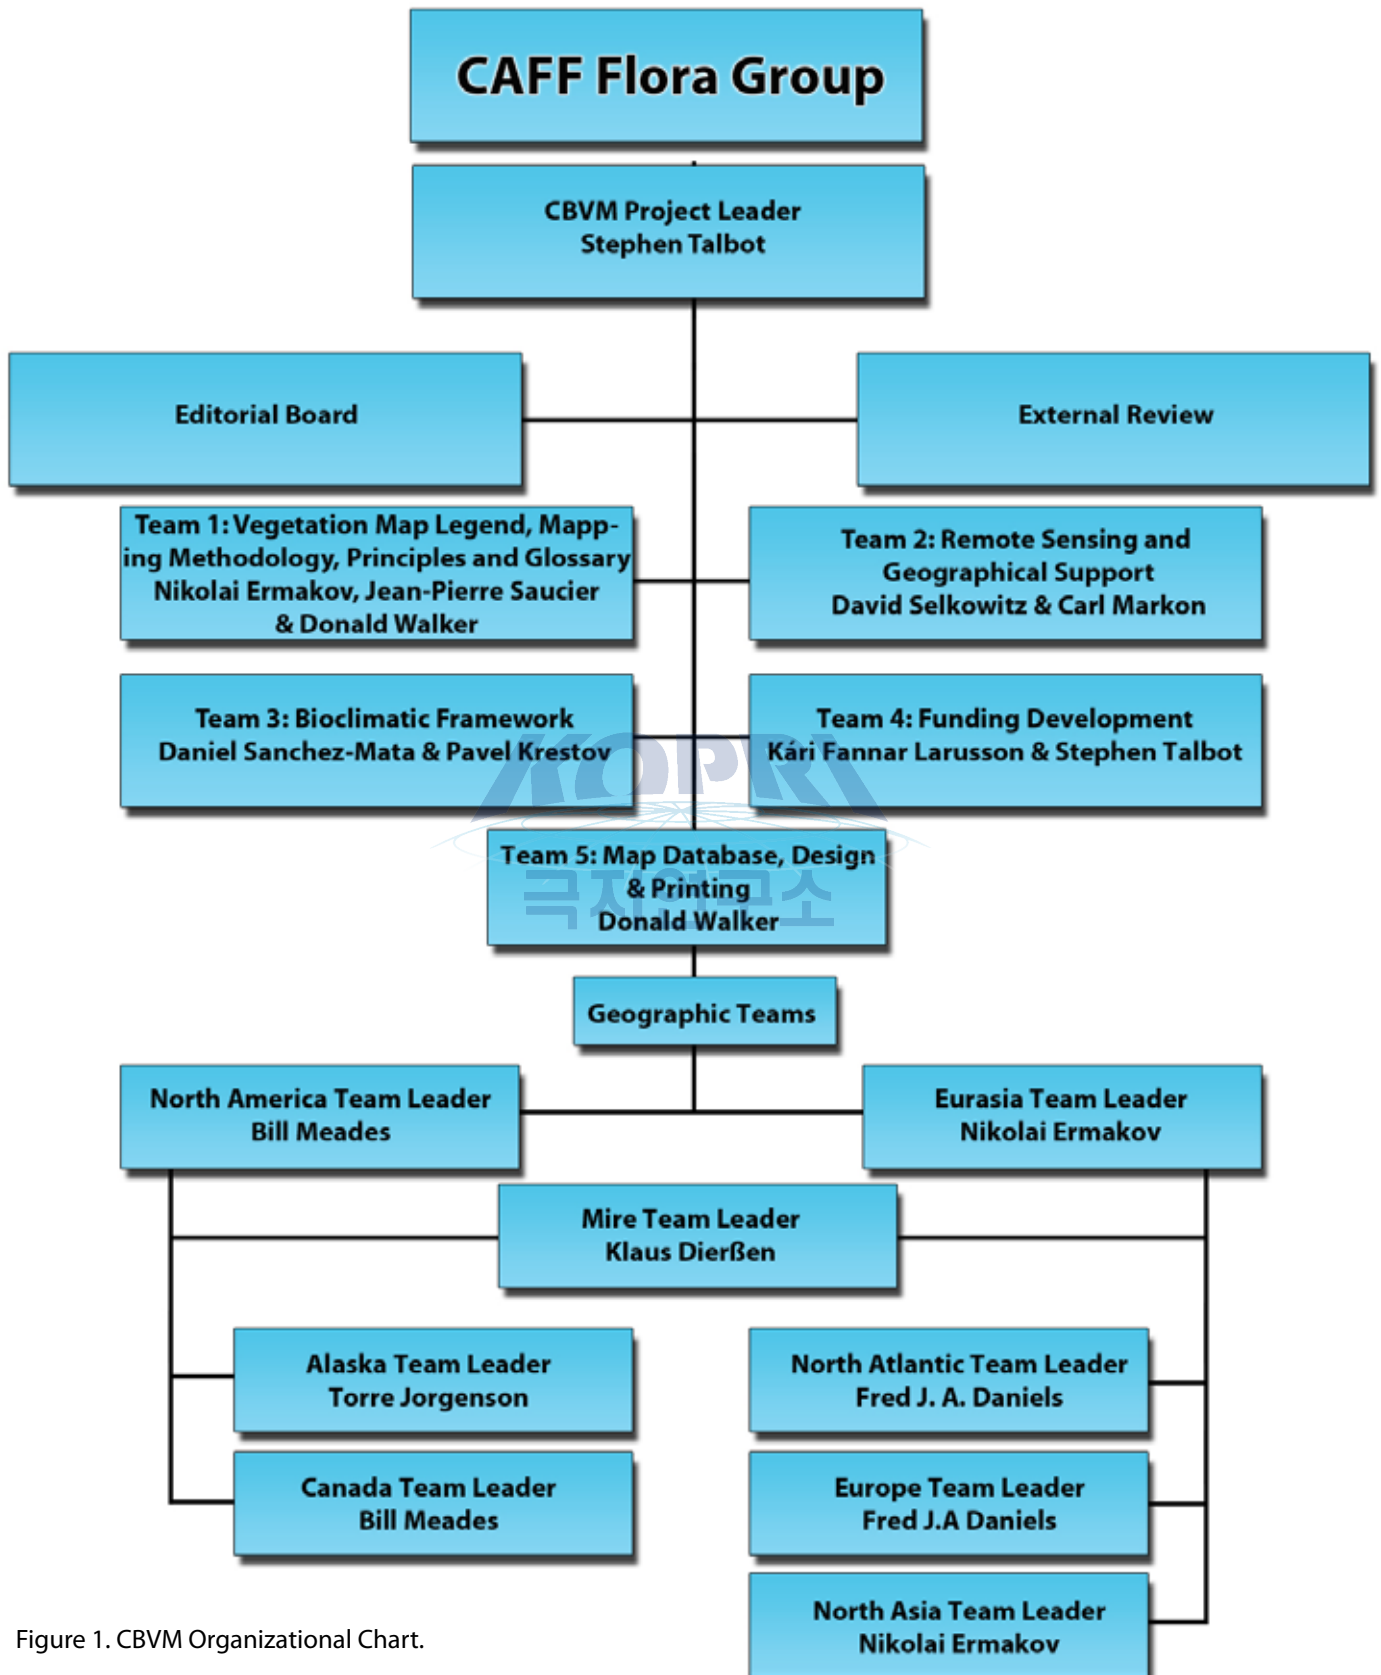 CAFF Flora Group
CBVM Project Leader
Stephen Talbot
Editorial Board
External Review
Team 1: Vegetation Map Legend, Mapp-
ing Methodology, Principles and Glossary
Nikolai Ermakov, Jean-Pierre Saucier
& Donald Walker
Team 2: Remote Sensing and
Geographical Support
David Selkowitz & Carl Markon
Team 3: Bioclimatic Framework
Daniel Sanchez-Mata & Pavel Krestov
Team 4: Funding Development
Kári Fannar Larusson & Stephen Talbot
KOPRI
극지연구소
Team 5: Map Database, Design
& Printing
Donald Walker
Geographic Teams
North America Team Leader
Bill Meades
Eurasia Team Leader
Nikolai Ermakov
Mire Team Leader
Klaus Dierßen
Alaska Team Leader
Torre Jorgenson
North Atlantic Team Leader
Fred J. A. Daniels
Canada Team Leader
Bill Meades
Europe Team Leader
Fred J.A Daniels
North Asia Team Leader
Nikolai Ermakov
Figure 1. CBVM Organizational Chart.